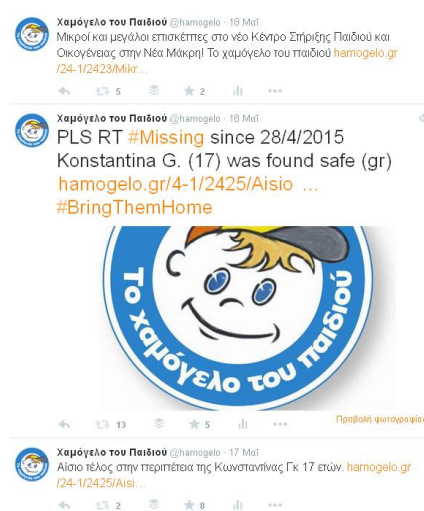 Χαμόγελο του Παιδιού @hamogelo · 18 Μαΐ
Μικροί και μεγάλοι επισκέπτες στο νέο Κέντρο Στήριξης Παιδιού και
Οικογένειας στην Νέα Μάκρη! Το χαμόγελο του παιδιού hamogelo.gr
/24-1/2423/Mikr...
5 2
Χαμόγελο του Παιδιού @hamogelo · 18 Μαΐ
PLS RT #Missing since 28/4/2015
Konstantina G. (17) was found safe (gr)
hamogelo.gr/4-1/2425/Aisio ...
#BringThemHome
Το χαμόγελο του παιδιού
Προβολή φωτογραφία
13 5
Χαμόγελο του Παιδιού @hamogelo · 17 Μαΐ
Αίσιο τέλος στην περιπέτεια της Κωνσταντίνας Γκ 17 ετών. hamogelo.gr
/24-1/2425/Aisi...
2 8